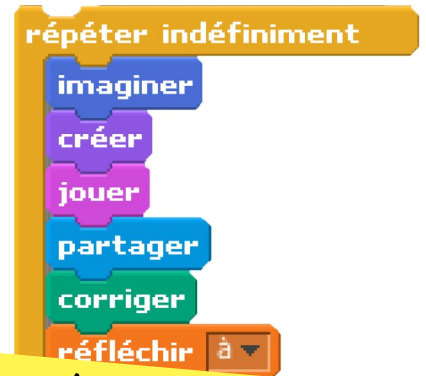 répéter indéfiniment
imaginer
créer
jouer
partager
corriger
réfléchir à